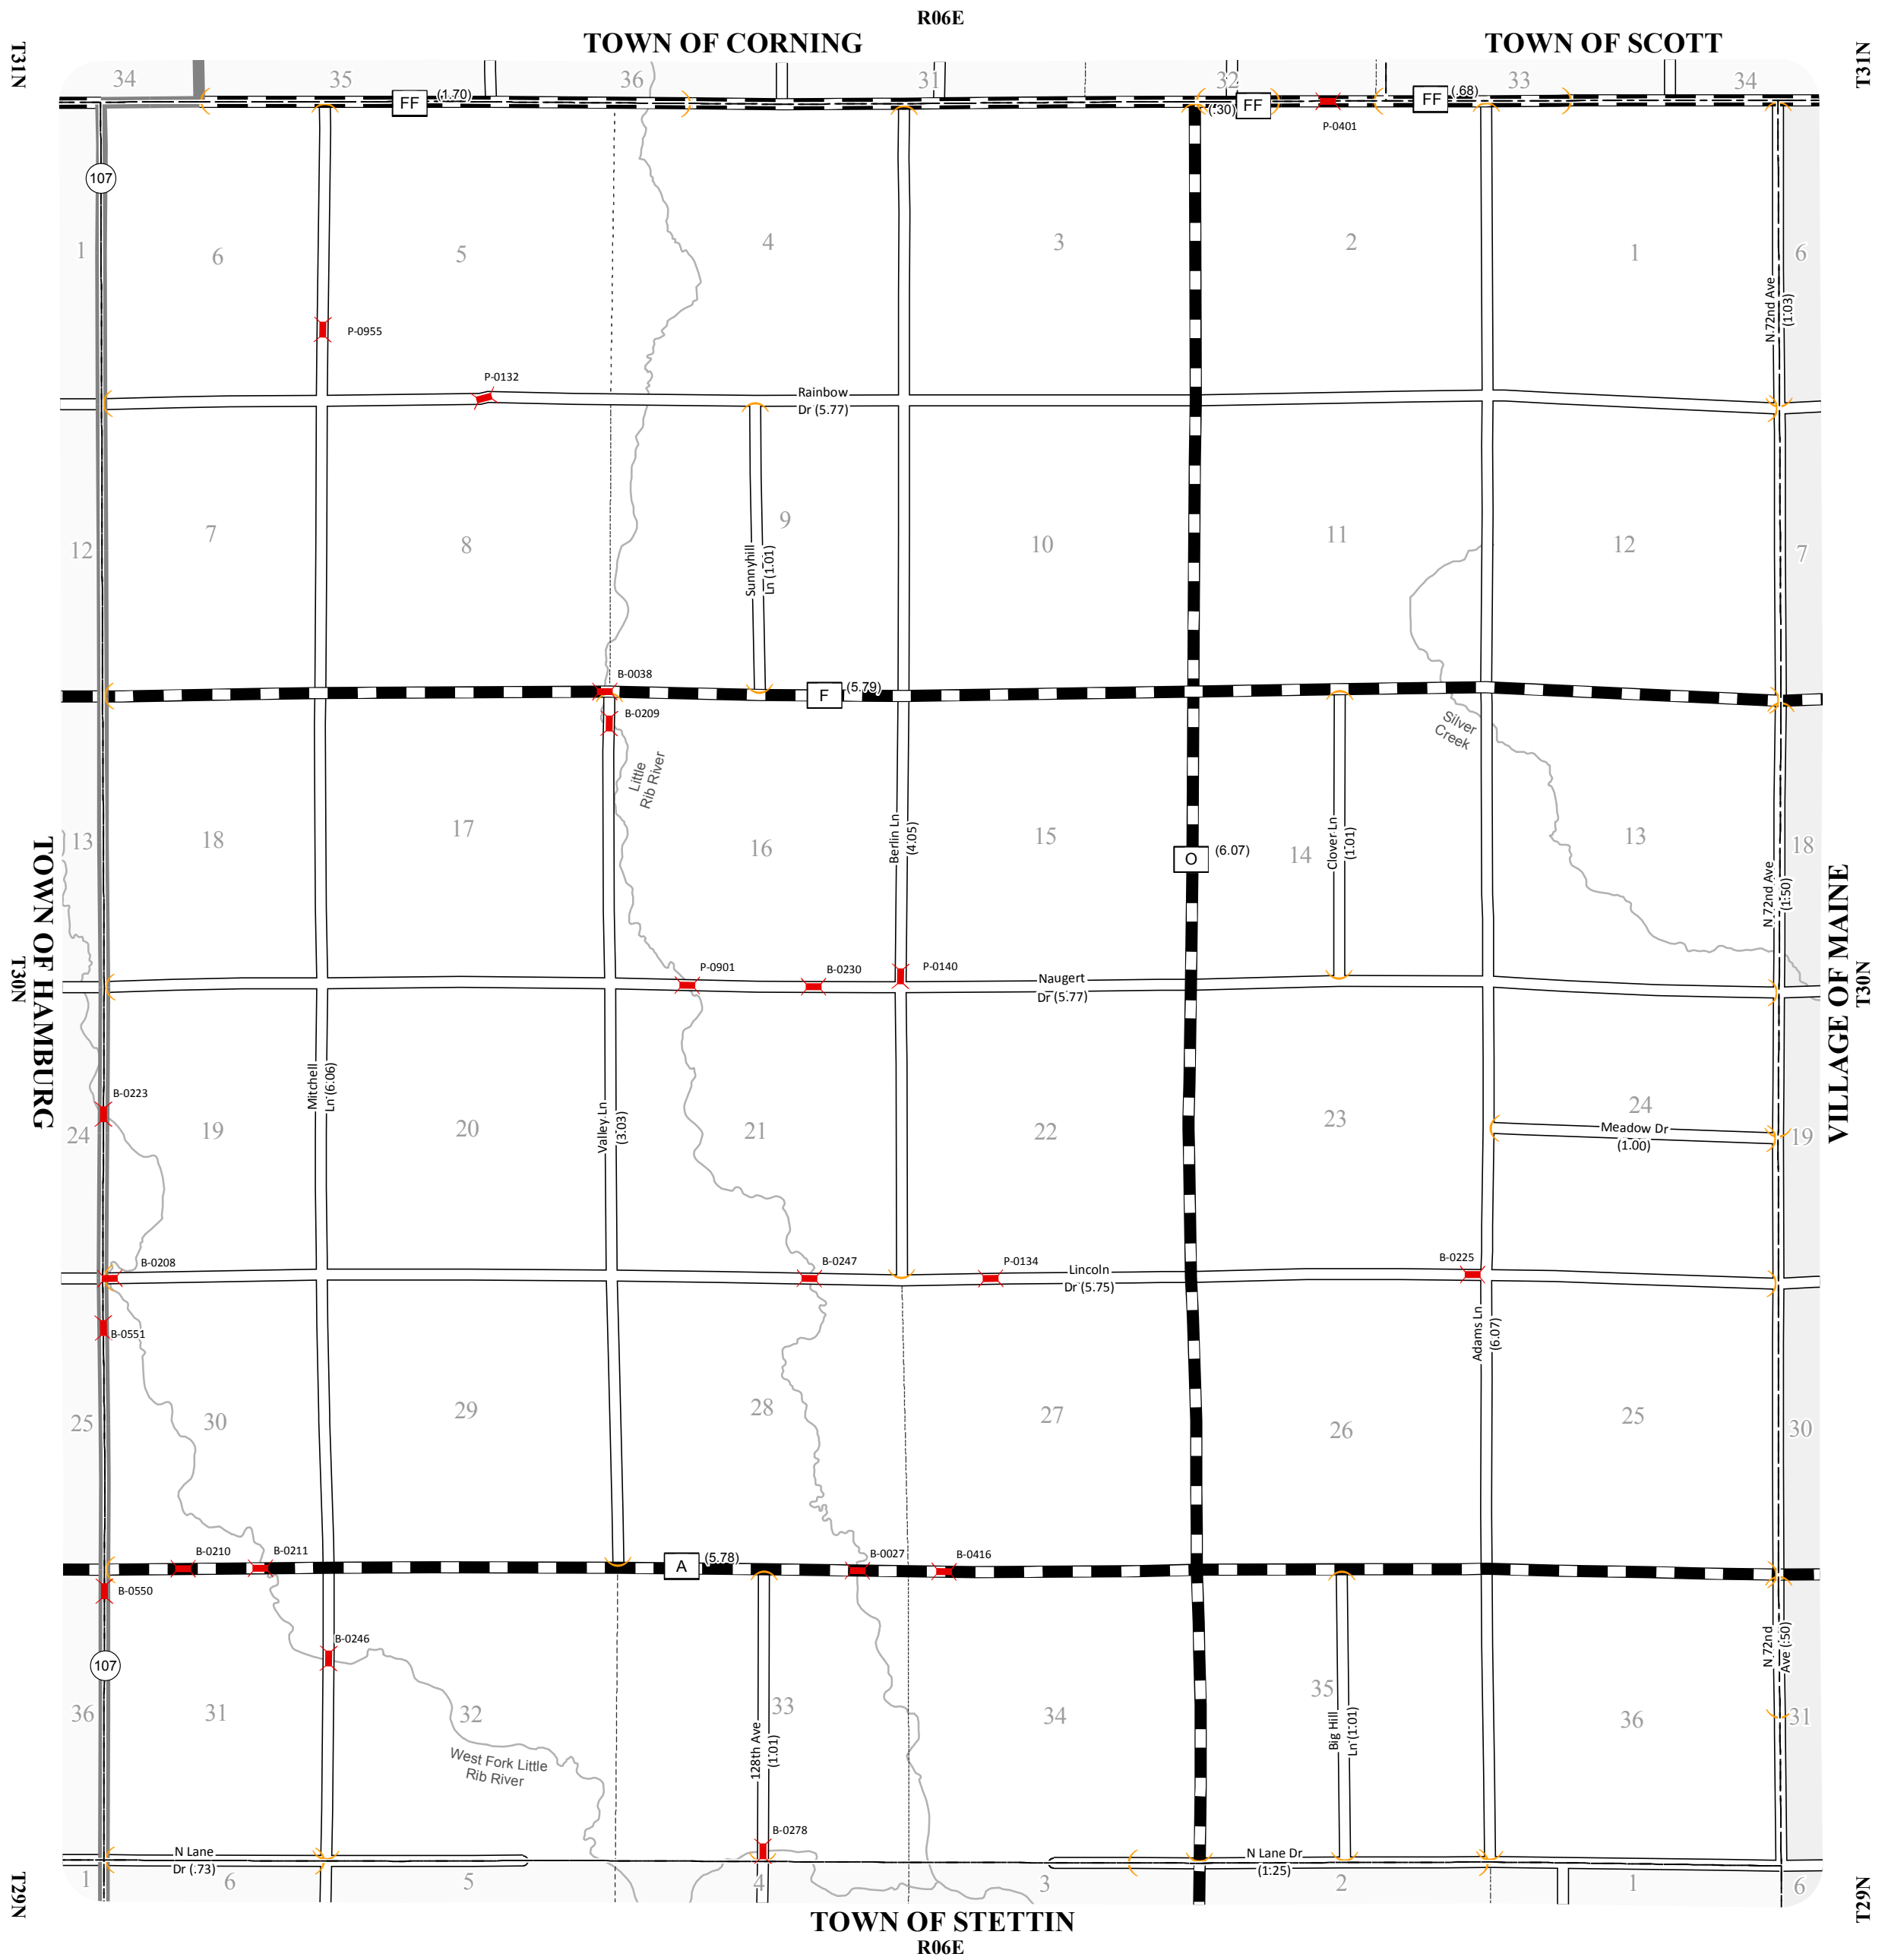 R06E
TOWN OF CORNING
TOWN OF SCOTT
T31N
T31N
34
35
36
31
32
33
34
FF
(1.70)
(.30)
FF
P-0401
FF
(.68)
107
1
6
5
4
3
2
1
6
N 72nd Ave
(1.03)
P-0955
P-0132
Rainbow
Dr (5.77)
12
7
8
9
10
11
12
7
Sunnyhill
Ln (1.01)
B-0038
F
(5.79)
B-0209
Little
Rib River
Silver
Creek
13
18
17
16
Berlin Ln
(4.05)
15
O
(6.07)
14
Clover Ln
(1.01)
13
18
N 72nd Ave
(1.50)
TOWN OF HAMBURG
T30N
VILLAGE OF MAINE
T30N
P-0901
B-0230
P-0140
Naugert
Dr (5.77)
B-0223
24
19
Mitchell
Ln (6.06)
20
Valley Ln
(3.03)
21
22
23
24
Meadow Dr
(1.00)
19
B-0208
B-0247
P-0134
Lincoln
Dr (5.75)
B-0225
B-0551
Adams Ln
(6.07)
25
30
29
28
27
26
25
30
B-0210
B-0211
A
(5.78)
B-0027
B-0416
B-0550
B-0246
107
N 72nd
Ave (.50)
36
31
32
33
34
35
36
31
128th Ave
(1.01)
Big Hill
Ln (1.01)
West Fork Little
Rib River
B-0278
N Lane
Dr (.73)
N Lane Dr
(1.25)
1
6
5
4
3
2
1
6
T29N
T29N
TOWN OF STETTIN
R06E